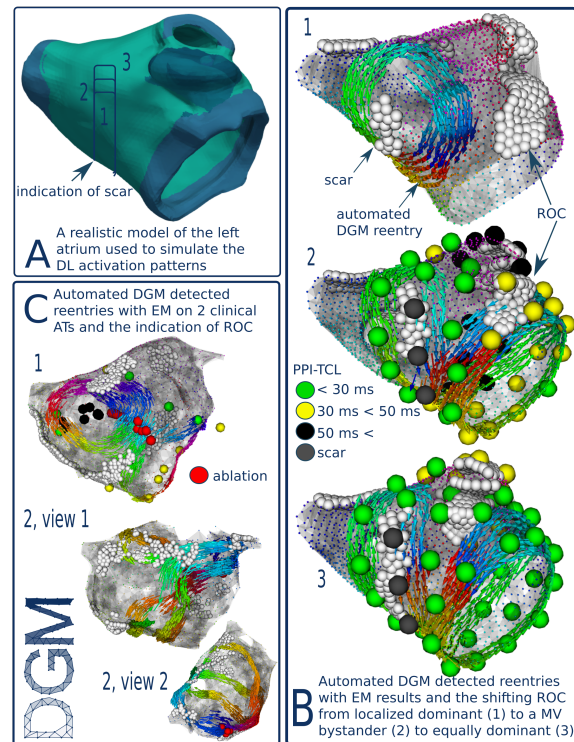 3
2
1
indication of scar
A
A realistic model of the left
atrium used to simulate the
DL activation patterns
C
Automated DGM detected
reentries with EM on 2 clinical
ATs and the indication of ROC
1
ablation
2, view 1
2, view 2
DGM
1
scar
automated
DGM reentry
ROC
2
PPI-TCL
< 30 ms
30 ms < 50 ms
50 ms <
scar
3
B
Automated DGM detected reentries
with EM results and the shifting ROC
from localized dominant (1) to a MV
bystander (2) to equally dominant (3)